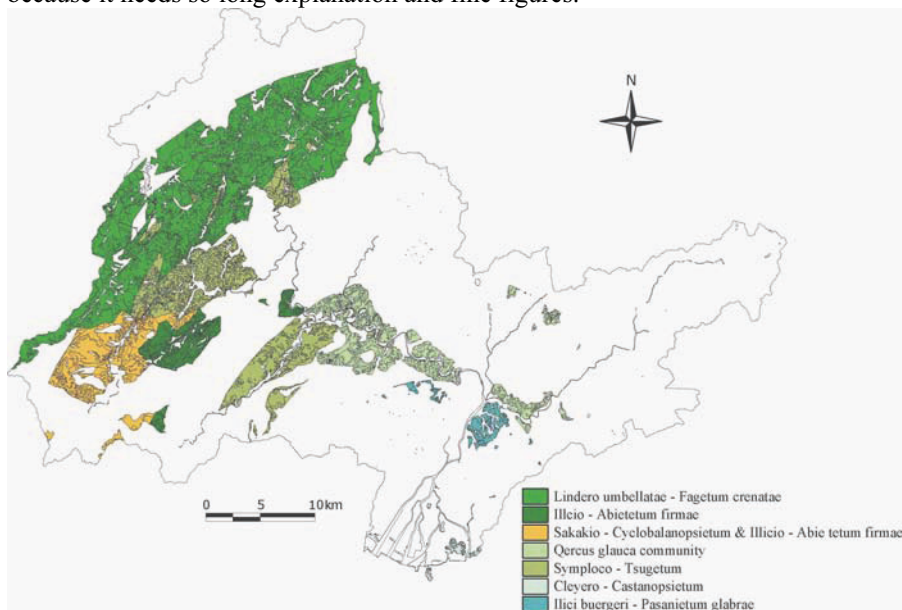 because it needs so long explanation and fine figures.
N
0 5 10km
Lindero umbellatae - Fagetum crenatae
Illcio - Abietetum firmae
Sakakio - Cyclobalanopsietum & Illicio - Abie tetum firmae
Qercus glauca community
Symploco - Tsugetum
Cleyero - Castanopsietum
Ilici buergeri - Pasanietum glabrae